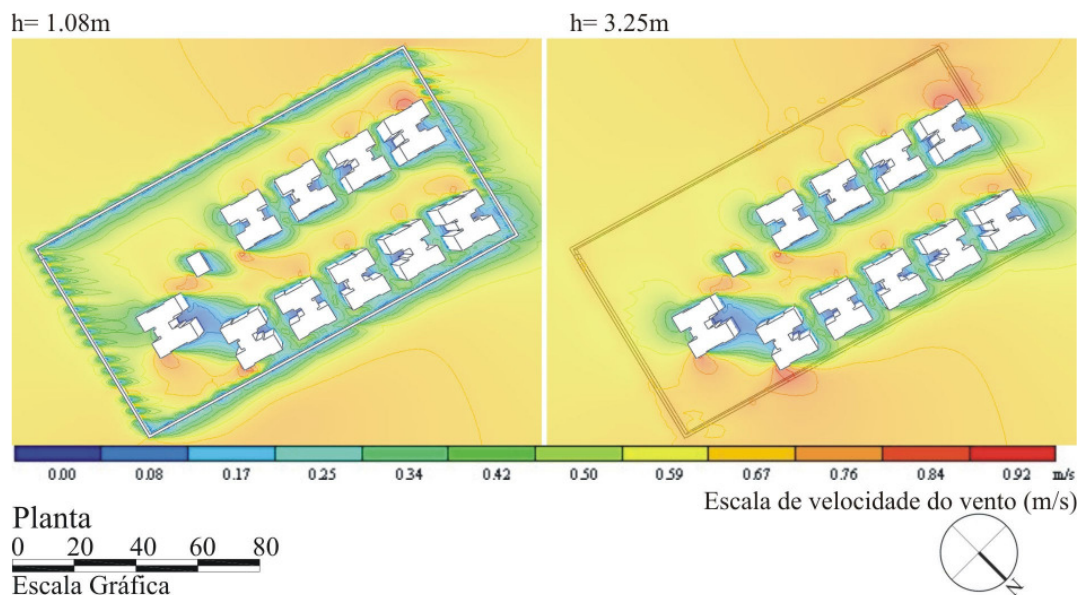 h= 1.08m
h= 3.25m
0.00 0.08 0.17 0.25 0.34 0.42 0.50 0.59 0.67 0.76 0.84 0.92 m/s
Escala de velocidade do vento (m/s)
Planta
0 20 40 60 80
Escala Gráfica
N